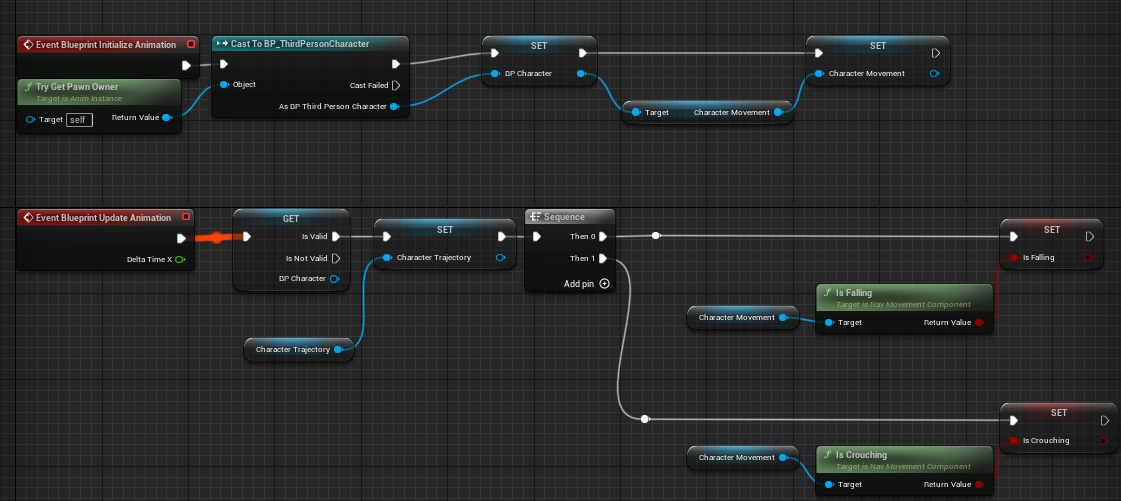 Event Blueprint Initialize Animation
Cast To BP_ThirdPersonCharacter
SET
SET
Try Get Pawn Owner
Target is Anim Instance
Target self
Return Value
Object
Cast Failed
As BP Third Person Character
BP Character
Target Character Movement
Character Movement
Event Blueprint Update Animation
Delta Time X
GET
Is Valid
Is Not Valid
BP Character
SET
Character Trajectory
Character Trajectory
Sequence
Then 0
Then 1
Add pin
SET
Is Falling
Character Movement
Is Falling
Target is Nav Movement Component
Target Return Value
SET
Is Crouching
Character Movement
Is Crouching
Target is Nav Movement Component
Target Return Value